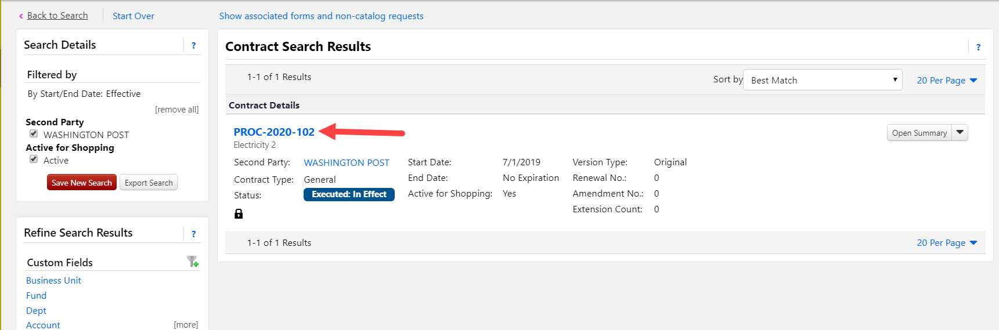 Back to Search
Start Over
Show associated forms and non-catalog requests
Search Details
?
Filtered by
By Start/End Date: Effective
[remove all]
Second Party
WASHINGTON POST
Active for Shopping
Active
Save New Search
Export Search
Refine Search Results
?
Custom Fields
Business Unit
Fund
Dept
Account
[more]
Contract Search Results
?
1-1 of 1 Results
Sort by
Best Match
20 Per Page
Contract Details
PROC-2020-102
Open Summary
Electricity 2
Second Party: WASHINGTON POST
Contract Type: General
Status: Executed: In Effect
Start Date: 7/1/2019
End Date: No Expiration
Active for Shopping: Yes
Version Type: Original
Renewal No.: 0
Amendment No.: 0
Extension Count: 0
1-1 of 1 Results
20 Per Page